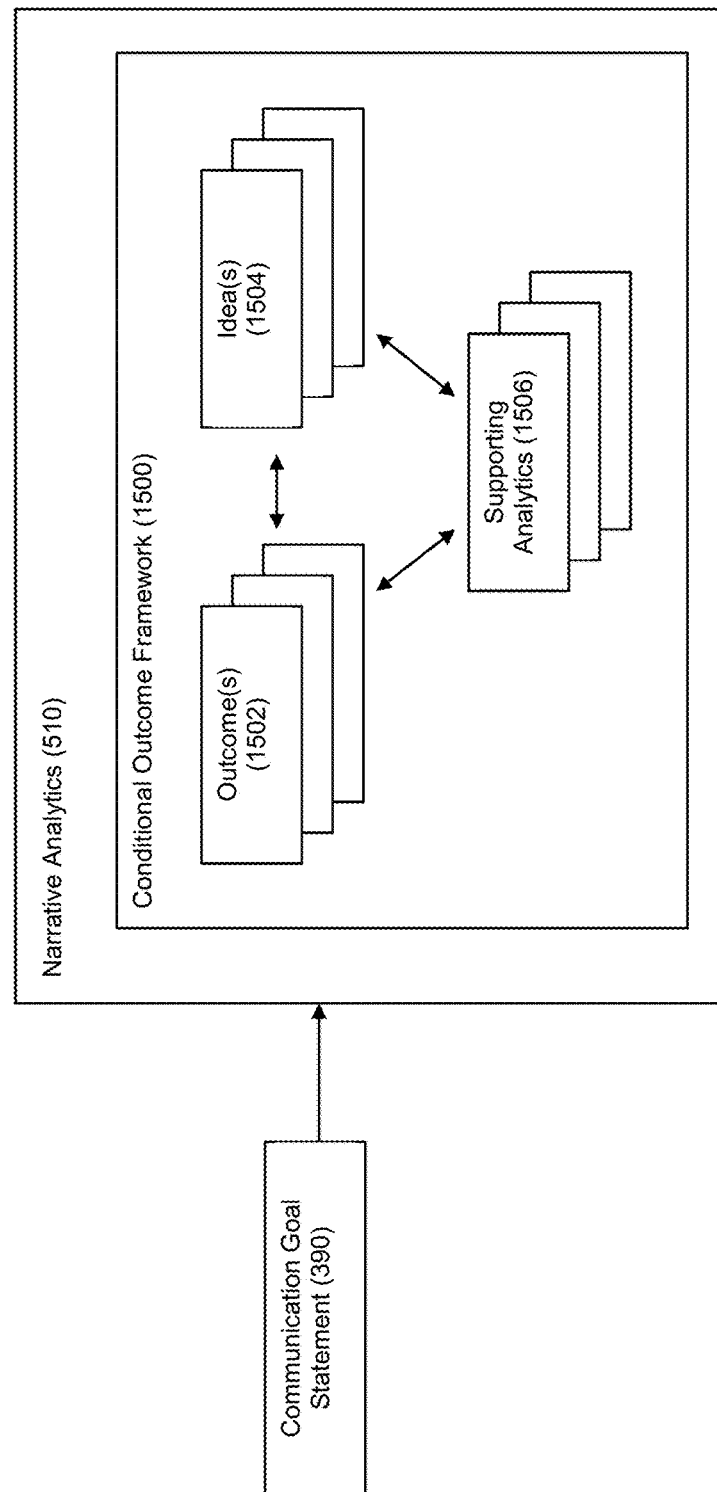 Narrative Analytics (510)
Conditional Outcome Framework (1500)
Outcome(s)
(1502)
Idea(s)
(1504)
Supporting
Analytics (1506)
Communication Goal
Statement (390)